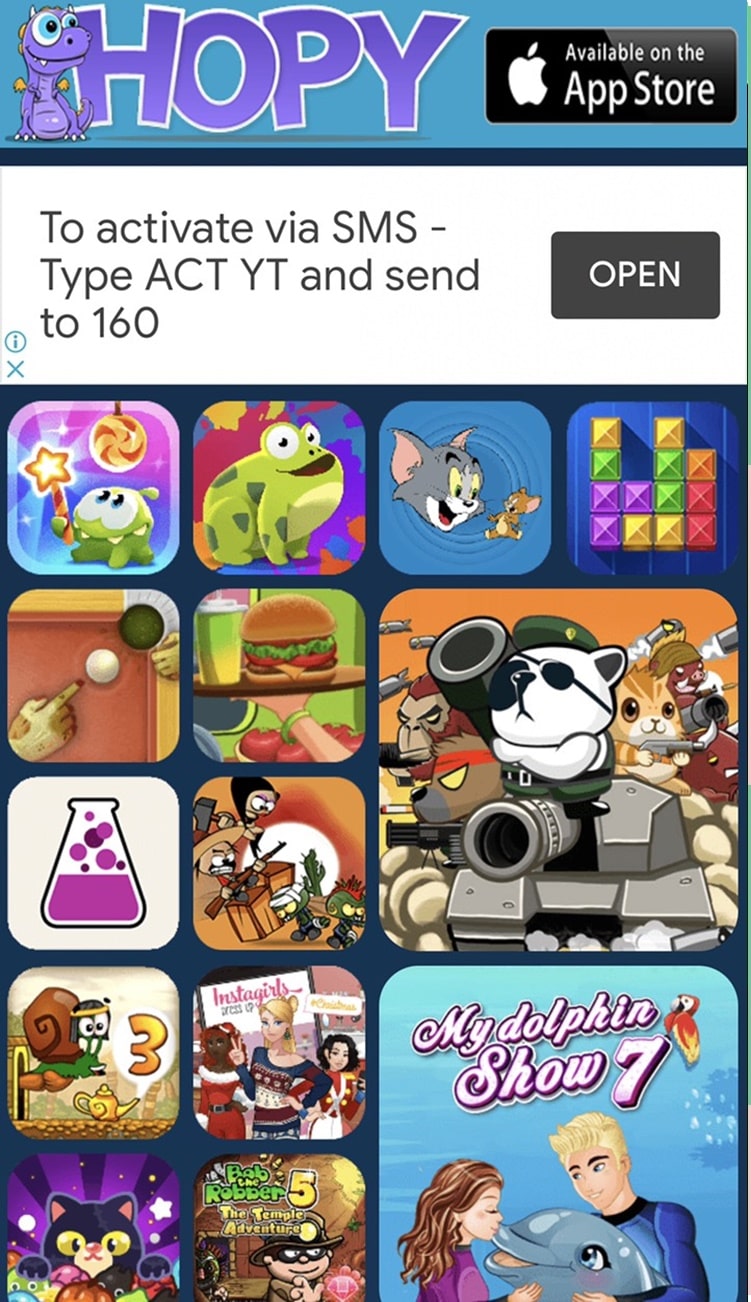 HOPY
Available on the
App Store
To activate via SMS -
Type ACT YT and send
to 160
OPEN
My dolphin
Show 7
3
Instagirls
DRESS UP
#Christmas
Bob
the
Robber 5
The Temple
Adventure